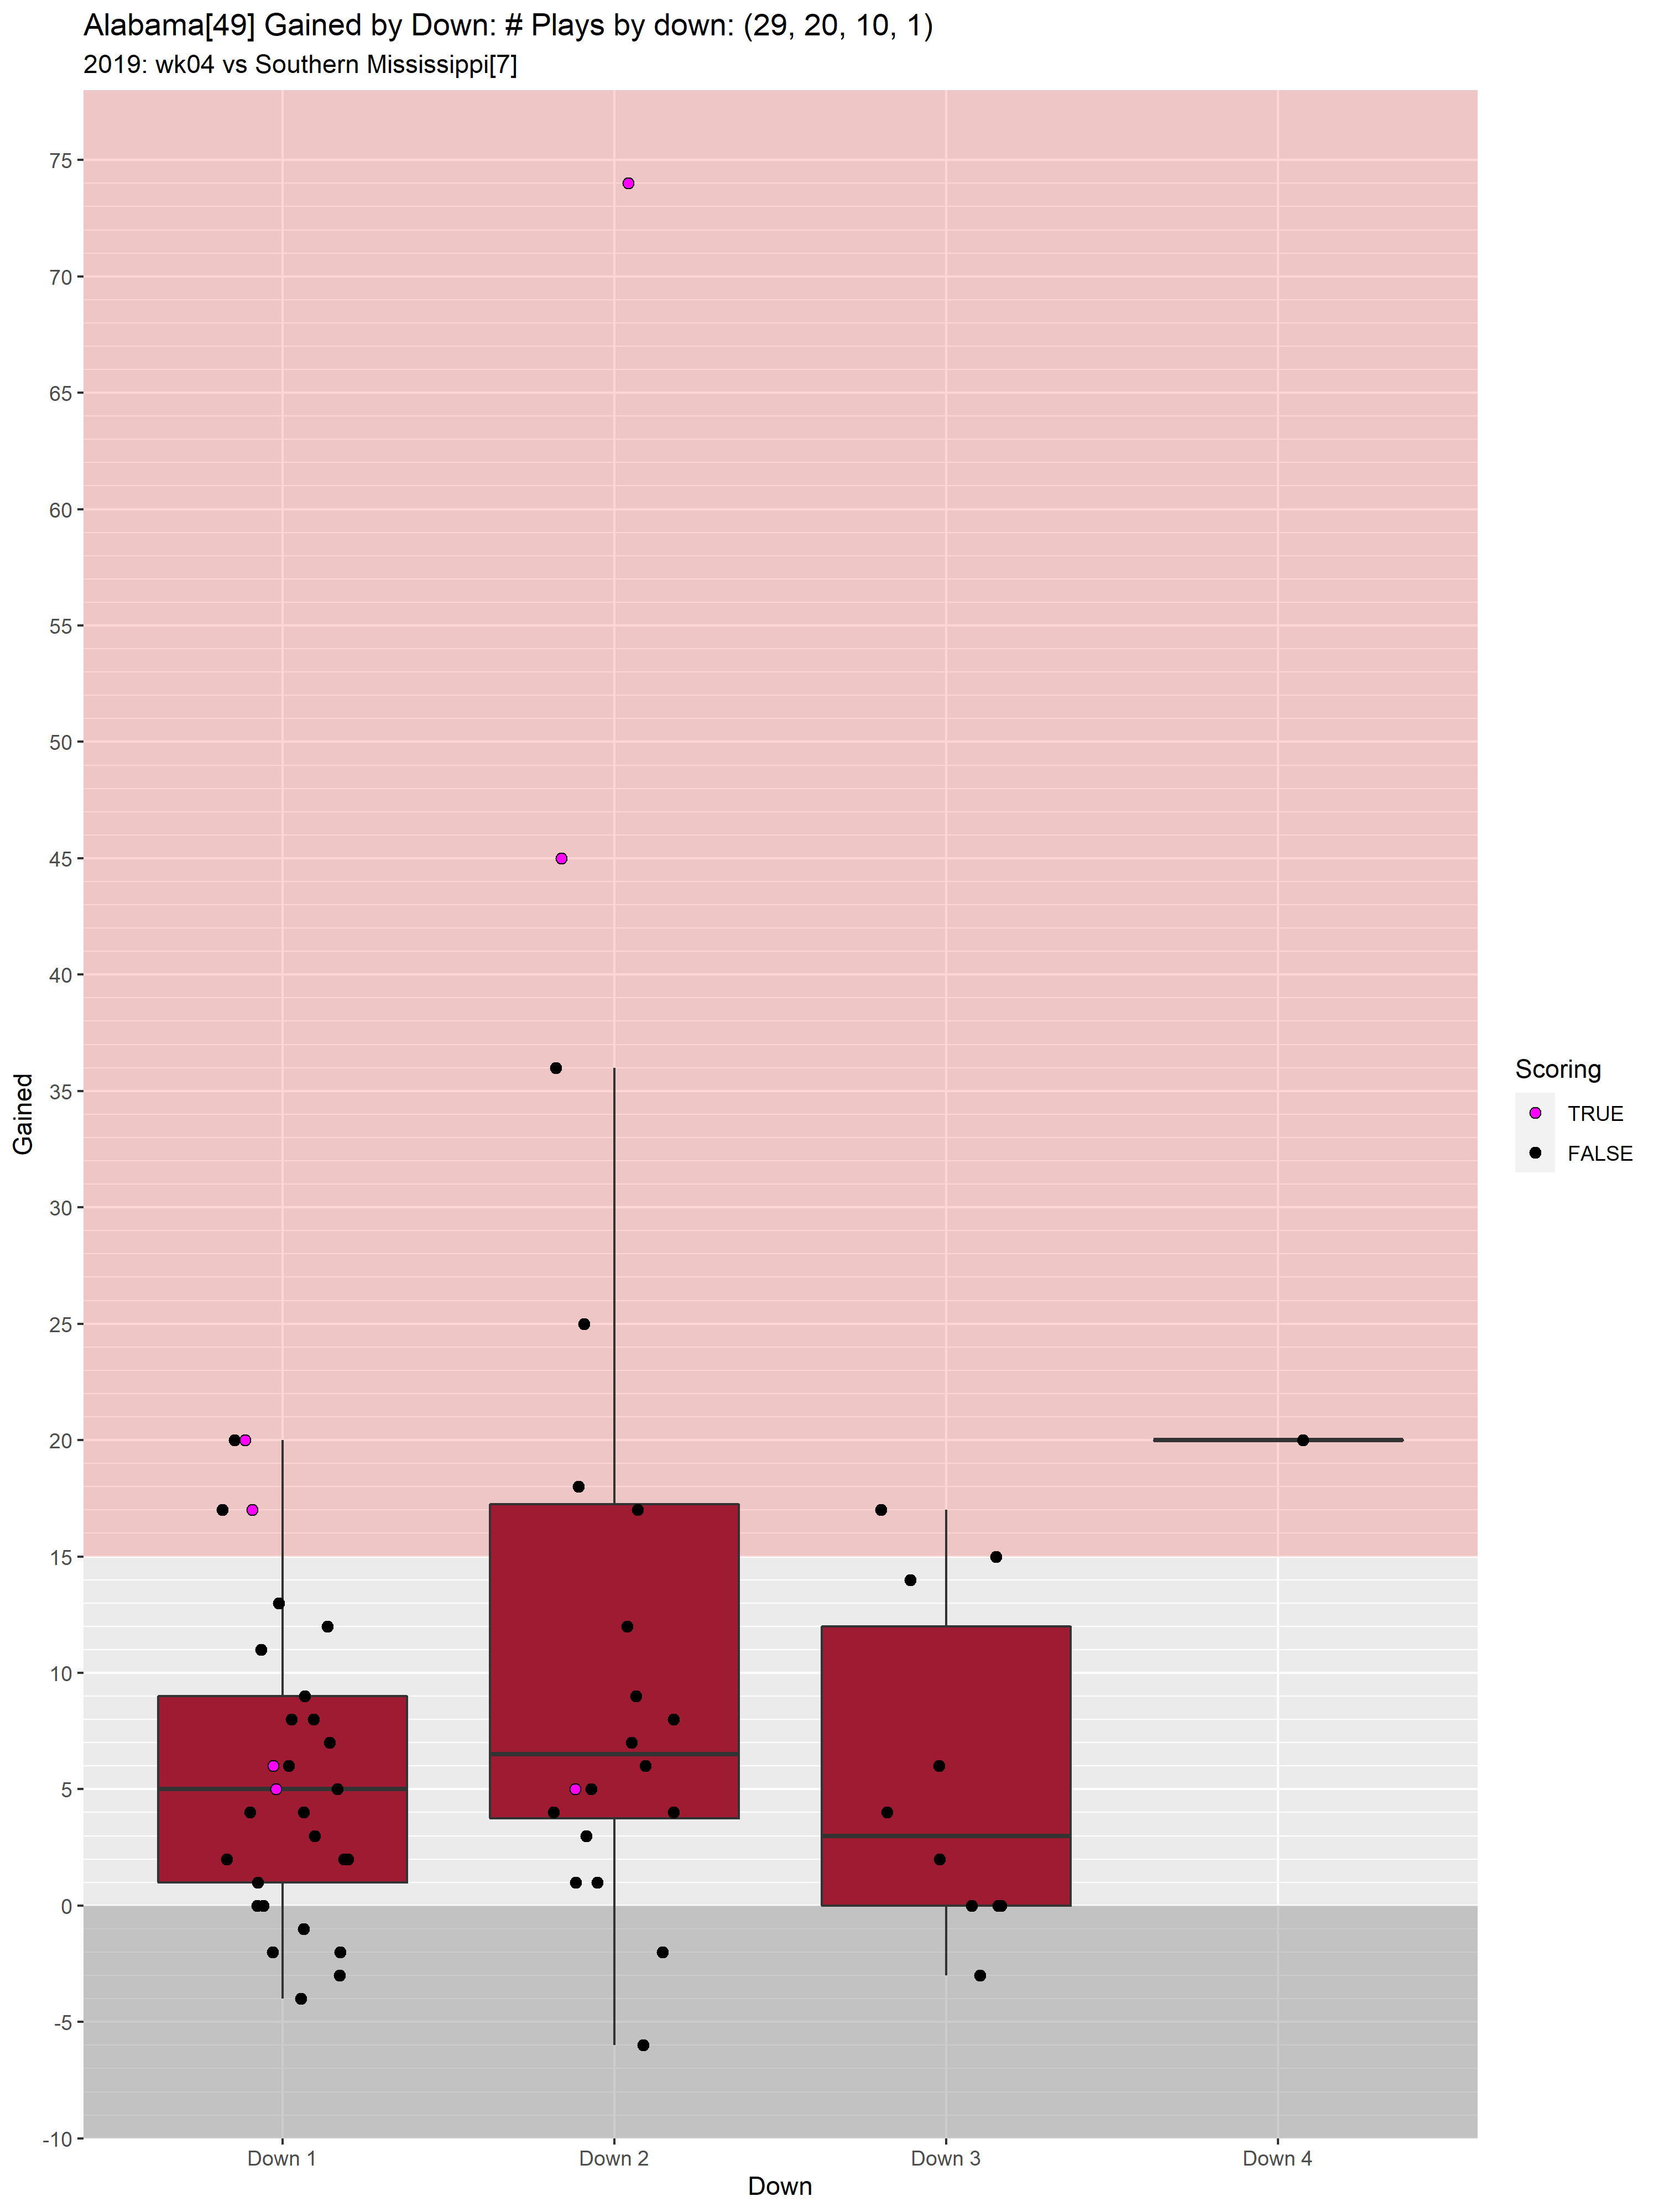 Alabama[49] Gained by Down: # Plays by down: (29, 20, 10, 1)
2019: wk04 vs Southern Mississippi[7]
75
70
65
60
55
50
45
40
35
30
25
20
15
10
5
0
-5
-10
Gained
Down 1
Down 2
Down 3
Down 4
Down
Scoring
TRUE
FALSE